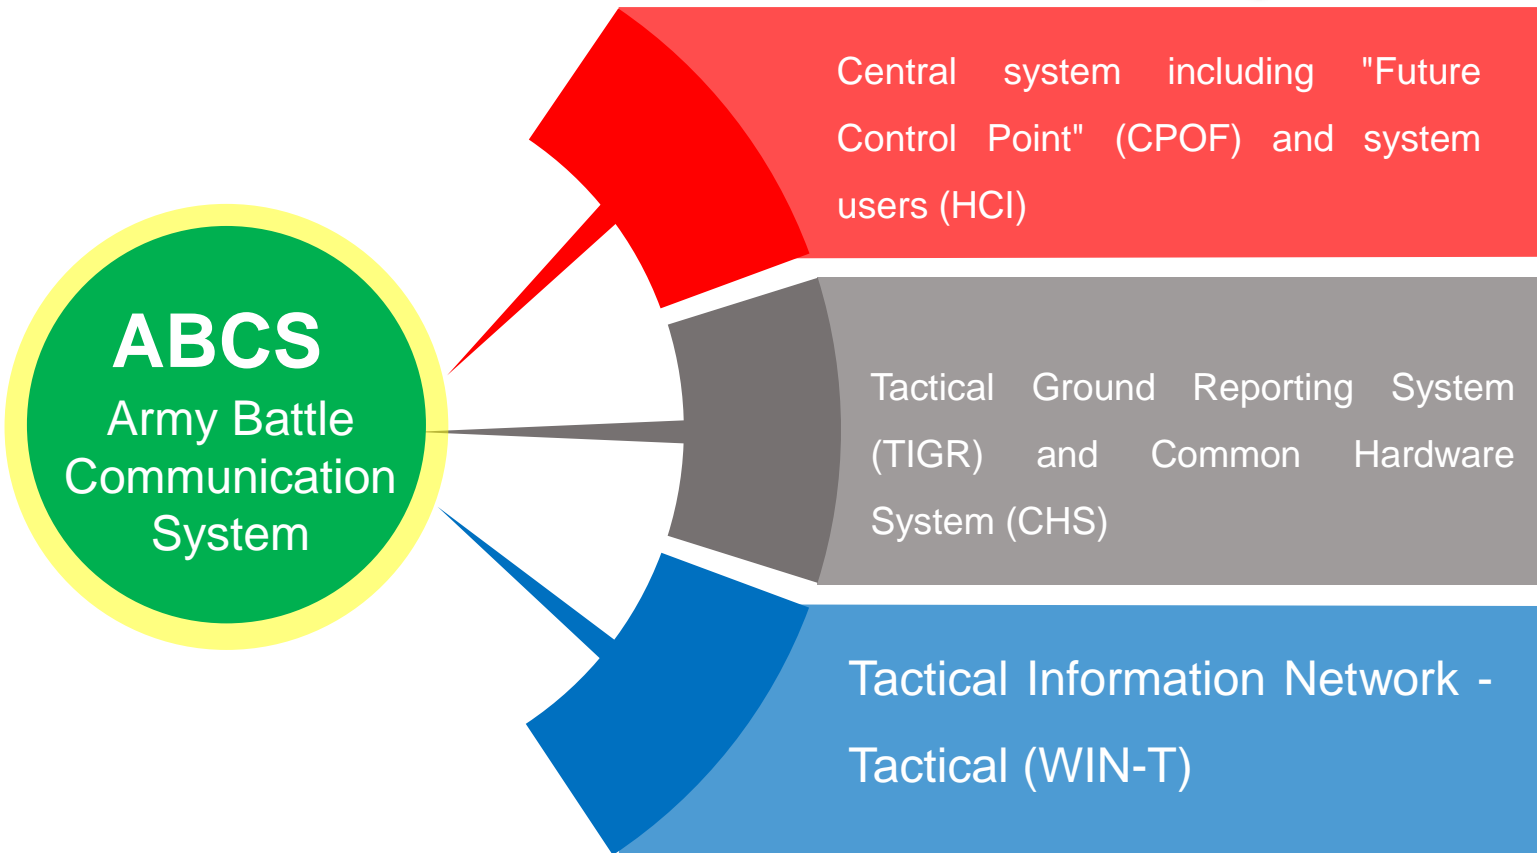 ABCS
Army Battle
Communication
System
Central system including "Future
Control Point" (CPOF) and system
users (HCI)
Tactical Ground Reporting System
(TIGR) and Common Hardware
System (CHS)
Tactical Information Network -
Tactical (WIN-T)